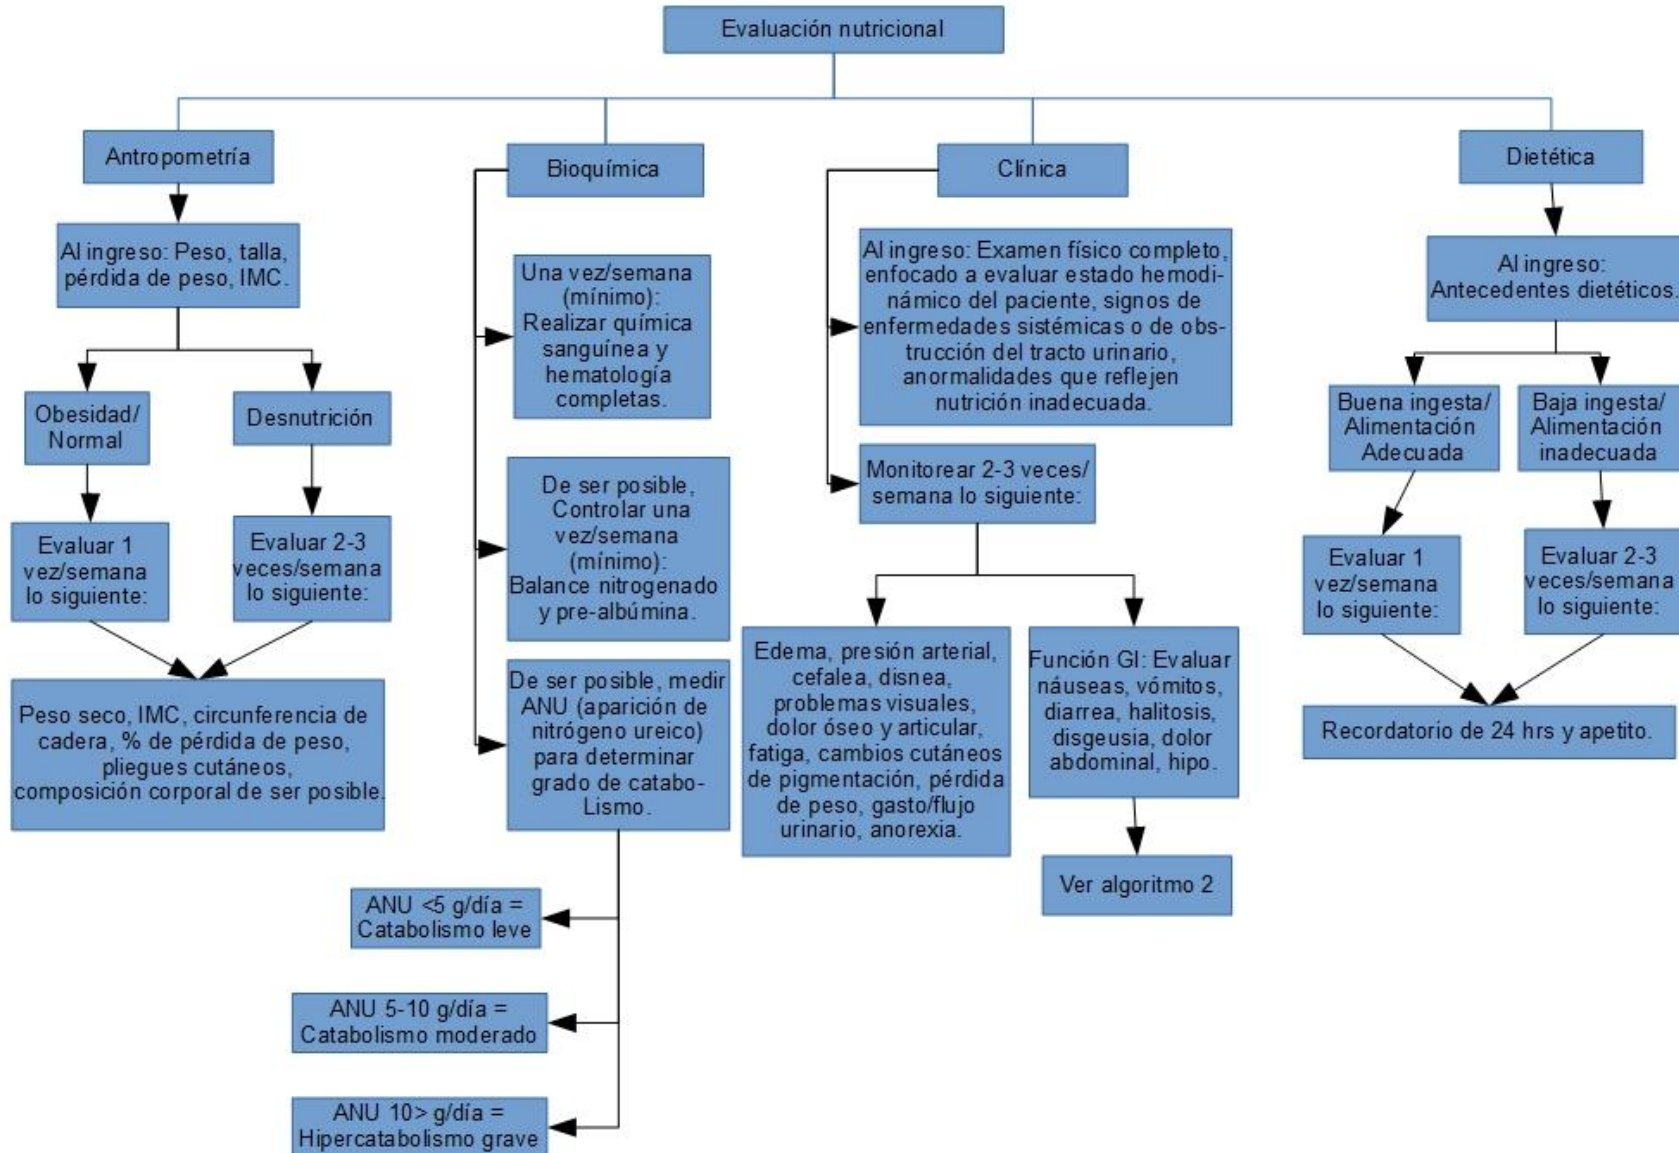 Evaluación nutricional
Antropometría
Al ingreso: Peso, talla,
pérdida de peso, IMC.
Obesidad/
Normal
Desnutrición
Evaluar 1
vez/semana
lo siguiente:
Evaluar 2-3
veces/semana
lo siguiente:
Peso seco, IMC, circunferencia de
cadera, % de pérdida de peso,
pliegues cutáneos,
composición corporal de ser posible.
Bioquímica
Una vez/semana
(mínimo):
Realizar química
sanguínea y
hematología
completas.
De ser posible,
Controlar una
vez/semana
(mínimo):
Balance nitrogenado
y pre-albúmina.
De ser posible, medir
ANU (aparición de
nitrógeno ureico)
para determinar
grado de catabo-
Lismo.
ANU <5 g/día =
Catabolismo leve
ANU 5-10 g/día =
Catabolismo moderado
ANU 10> g/día =
Hipercatabolismo grave
Clínica
Al ingreso: Examen físico completo,
enfocado a evaluar estado hemodi-
námico del paciente, signos de
enfermedades sistémicas o de obs-
trucción del tracto urinario,
anormalidades que reflejen
nutrición inadecuada.
Monitorear 2-3 veces/
semana lo siguiente:
Edema, presión arterial,
cefalea, disnea,
problemas visuales,
dolor óseo y articular,
fatiga, cambios cutáneos
de pigmentación, pérdida
de peso, gasto/flujo
urinario, anorexia.
Función GI: Evaluar
náuseas, vómitos,
diarrea, halitosis,
disgeusia, dolor
abdominal, hipo.
Ver algoritmo 2
Dietética
Al ingreso:
Antecedentes dietéticos.
Buena ingesta/
Alimentación
Adecuada
Baja ingesta/
Alimentación
inadecuada
Evaluar 1
vez/semana
lo siguiente:
Evaluar 2-3
veces/semana
lo siguiente:
Recordatorio de 24 hrs y apetito.